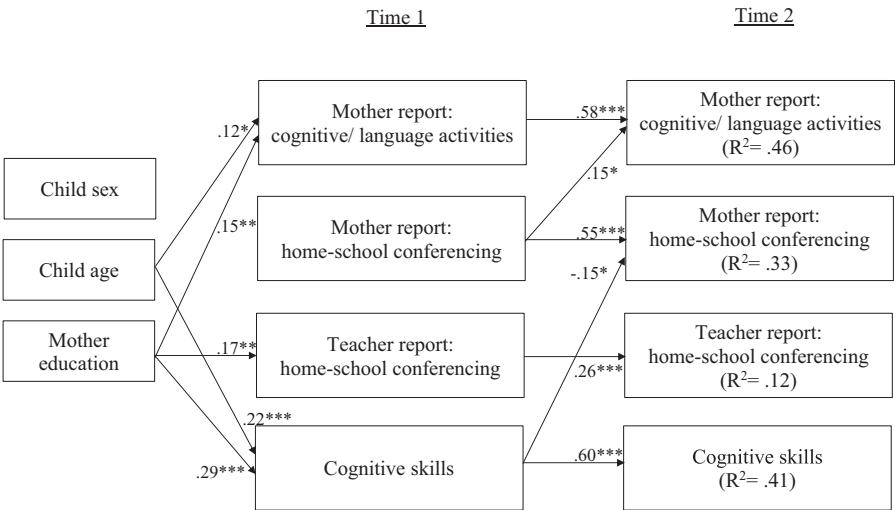 Time 1
Time 2
Child sex
Child age
Mother
education
.12*
.15**
.17**
.22***
.29***
Mother report:
cognitive/ language activities
Mother report:
home-school conferencing
Teacher report:
home-school conferencing
Cognitive skills
.58***
.15*
.55***
-.15*
.26***
.60***
Mother report:
cognitive/ language activities
(R²= .46)
Mother report:
home-school conferencing
(R²= .33)
Teacher report:
home-school conferencing
(R²= .12)
Cognitive skills
(R²= .41)